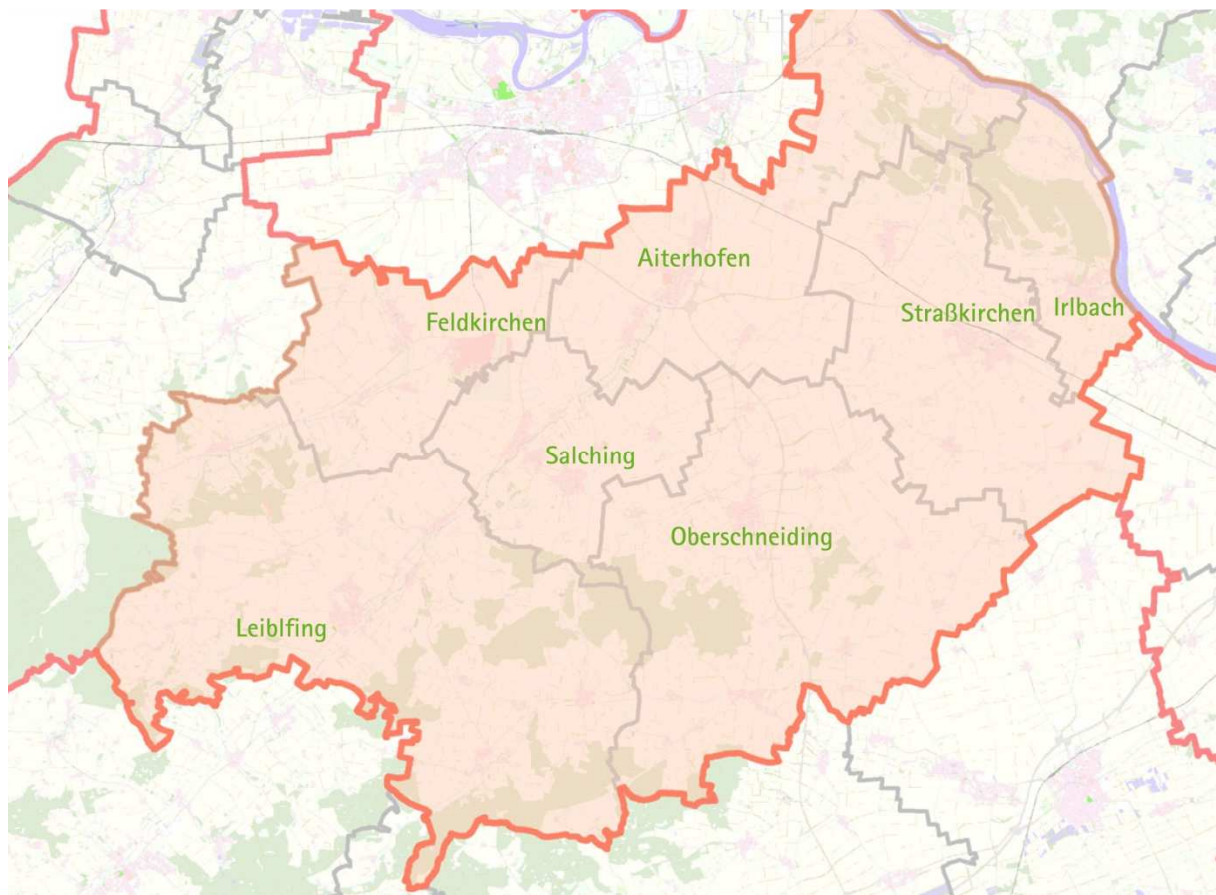 Aiterhofen
Irlbach
Straßkirchen
Feldkirchen
Salching
Oberschneiding
Leiblfing